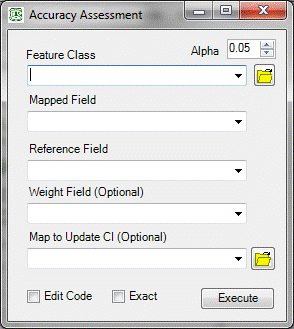 Accuracy Assessment
Feature Class
Alpha 0.05
Mapped Field
Reference Field
Weight Field (Optional)
Map to Update CI (Optional)
Edit Code Exact Execute